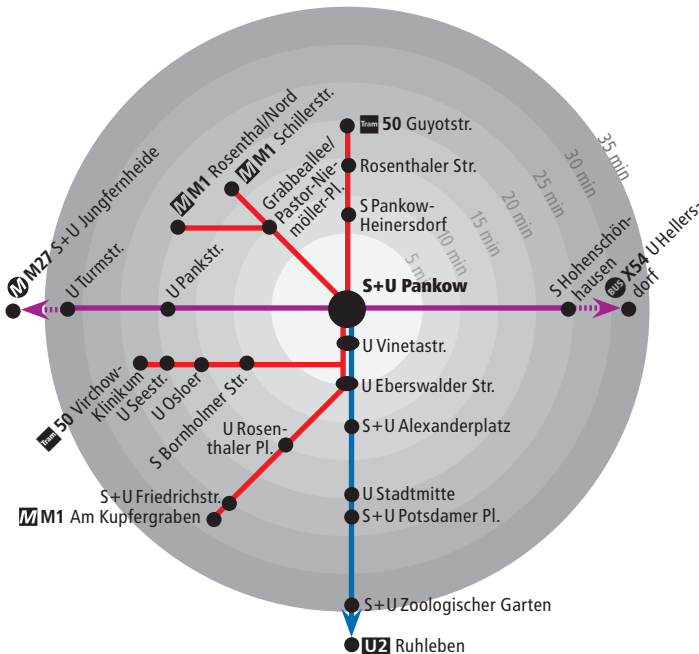 Tram 50 Guyotstr.
Rosenthaler Str.
S Pankow-
Heinersdorf
M M1 Rosenthal/Nord
M M1 Schillerstr.
Grabbeallee/
Pastor-Nie-
möller-Pl.
35 min
30 min
25 min
20 min
15 min
10 min
5 m
M M27 S+U Jungfernheide
U Turmstr.
U Pankstr.
S+U Pankow
S Hohenschön-
hausen
BUS X54 U Hellers-
dorf
U Vinetastr.
U Eberswalder Str.
Tram 50 Virchow-
Klinikum
U Seestr.
U Osloer
S Bornholmer Str.
U Rosen-
thaler Pl.
S+U Alexanderplatz
S+U Friedrichstr.
M M1 Am Kupfergraben
U Stadtmitte
S+U Potsdamer Pl.
S+U Zoologischer Garten
U2 Ruhleben